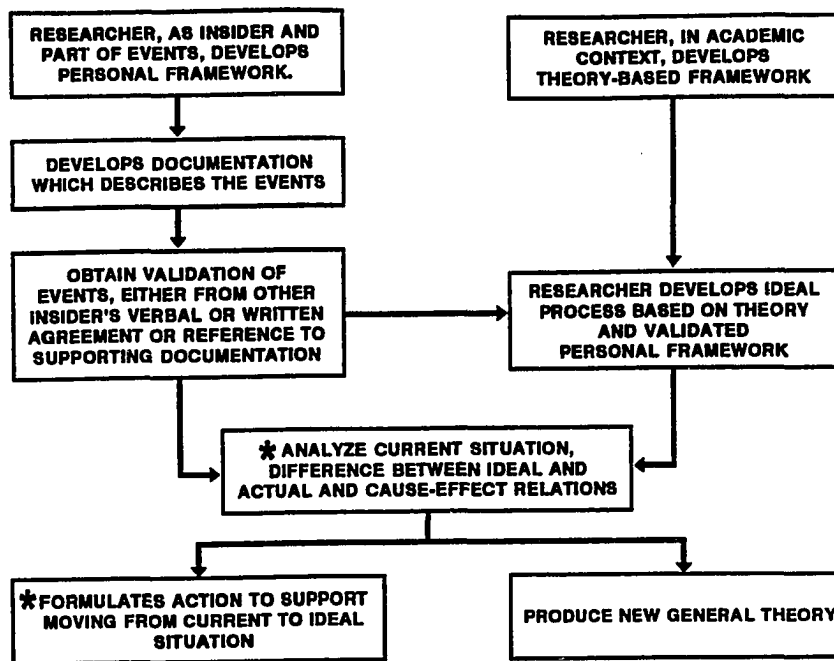 RESEARCHER, AS INSIDER AND
PART OF EVENTS, DEVELOPS
PERSONAL FRAMEWORK.
RESEARCHER, IN ACADEMIC
CONTEXT, DEVELOPS
THEORY-BASED FRAMEWORK
DEVELOPS DOCUMENTATION
WHICH DESCRIBES THE EVENTS
OBTAIN VALIDATION OF
EVENTS, EITHER FROM OTHER
INSIDER'S VERBAL OR WRITTEN
AGREEMENT OR REFERENCE TO
SUPPORTING DOCUMENTATION
RESEARCHER DEVELOPS IDEAL
PROCESS BASED ON THEORY
AND VALIDATED
PERSONAL FRAMEWORK
* ANALYZE CURRENT SITUATION,
DIFFERENCE BETWEEN IDEAL AND
ACTUAL AND CAUSE-EFFECT RELATIONS
*FORMULATES ACTION TO SUPPORT
MOVING FROM CURRENT TO IDEAL
SITUATION
PRODUCE NEW GENERAL THEORY